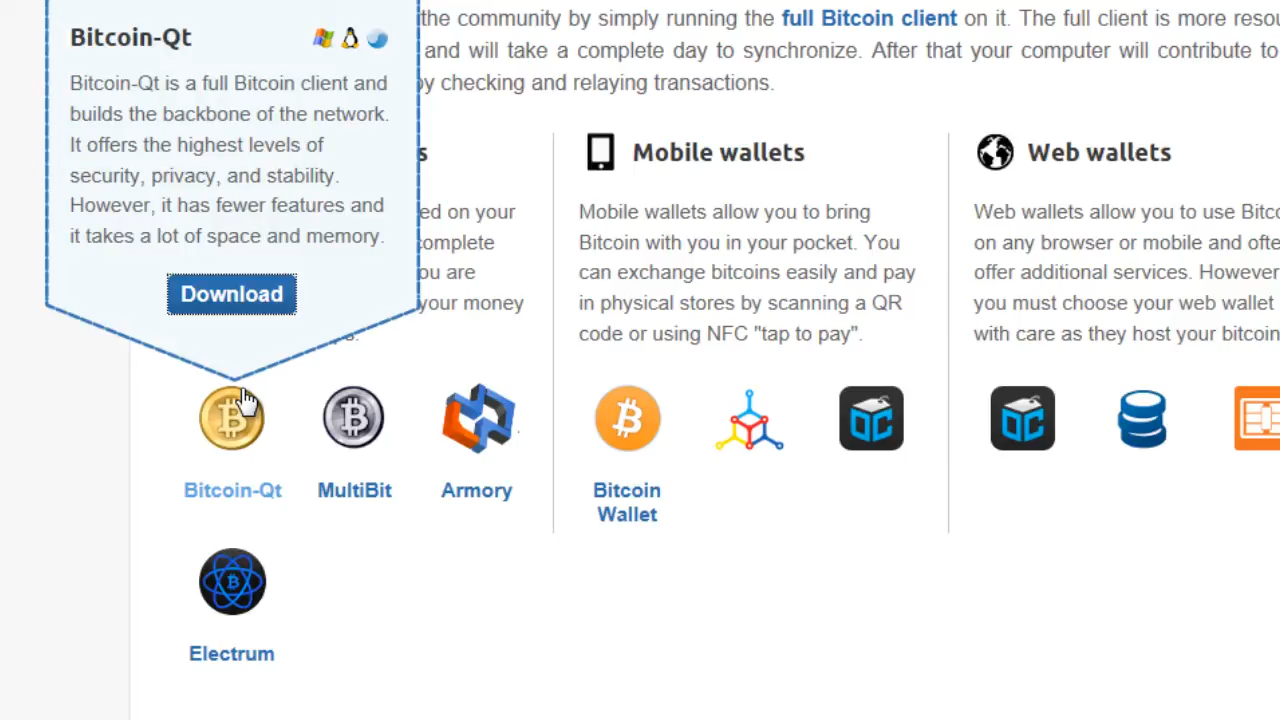 Bitcoin-Qt
Bitcoin-Qt is a full Bitcoin client and
builds the backbone of the network.
It offers the highest levels of
security, privacy, and stability.
However, it has fewer features and
it takes a lot of space and memory.
Download
the community by simply running the full Bitcoin client on it. The full client is more
and will take a complete day to synchronize. After that your computer will contribute to
by checking and relaying transactions.
Mobile wallets
Web wallets
on your
complete
you are
your money
Mobile wallets allow you to bring
Bitcoin with you in your pocket. You
can exchange bitcoins easily and pay
in physical stores by scanning a QR
code or using NFC "tap to pay".
Web wallets allow you to use
on any browser or mobile and
offer additional services. However
you must choose your web wallet
with care as they host your
Bitcoin-Qt
MultiBit
Armory
Bitcoin
Wallet
OC
OC
Electrum